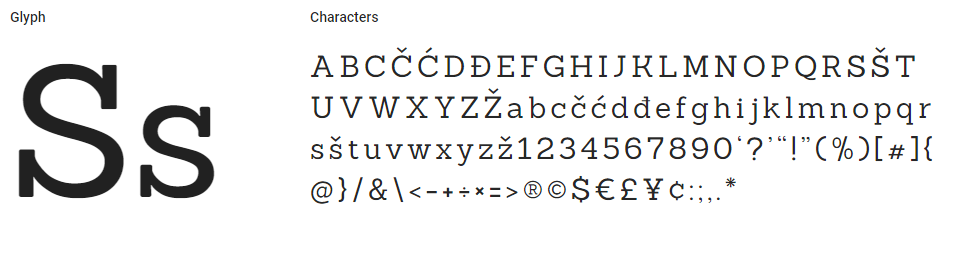 Glyph
Characters
Ss
ABCČĆDĐEFGHIJKLMNOPQRSŠT
UVWXYZŽabcčćdđefghijklmnopqr
sštuvwxyzž1234567890‘?’“!”(%)[#]{
@}/&\<-+÷×=>®©$€£¥¢:;,.*